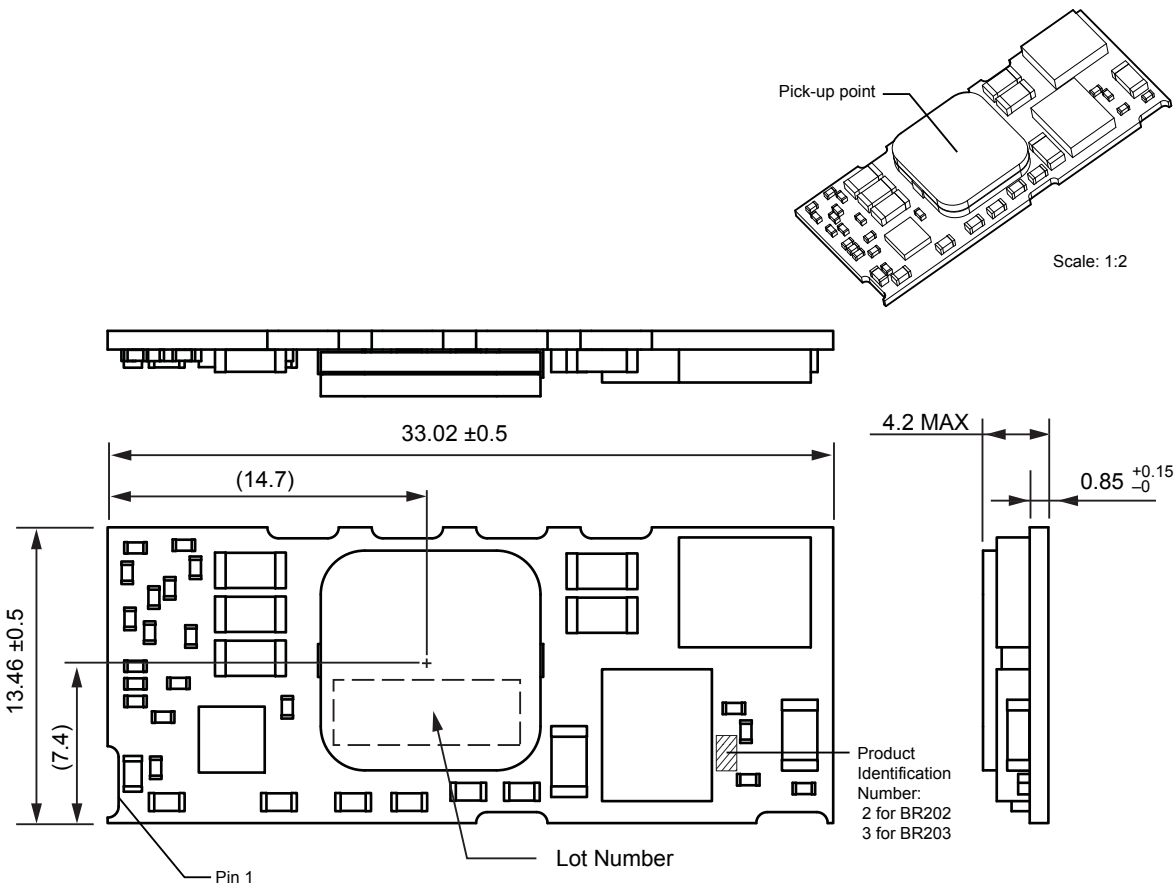 Pick-up point
Scale: 1:2
33.02 ±0.5
4.2 MAX
(14.7)
0.85 +0.15
–0
13.46 ±0.5
(7.4)
Product
Identification
Number:
2 for BR202
3 for BR203
Lot Number
Pin 1